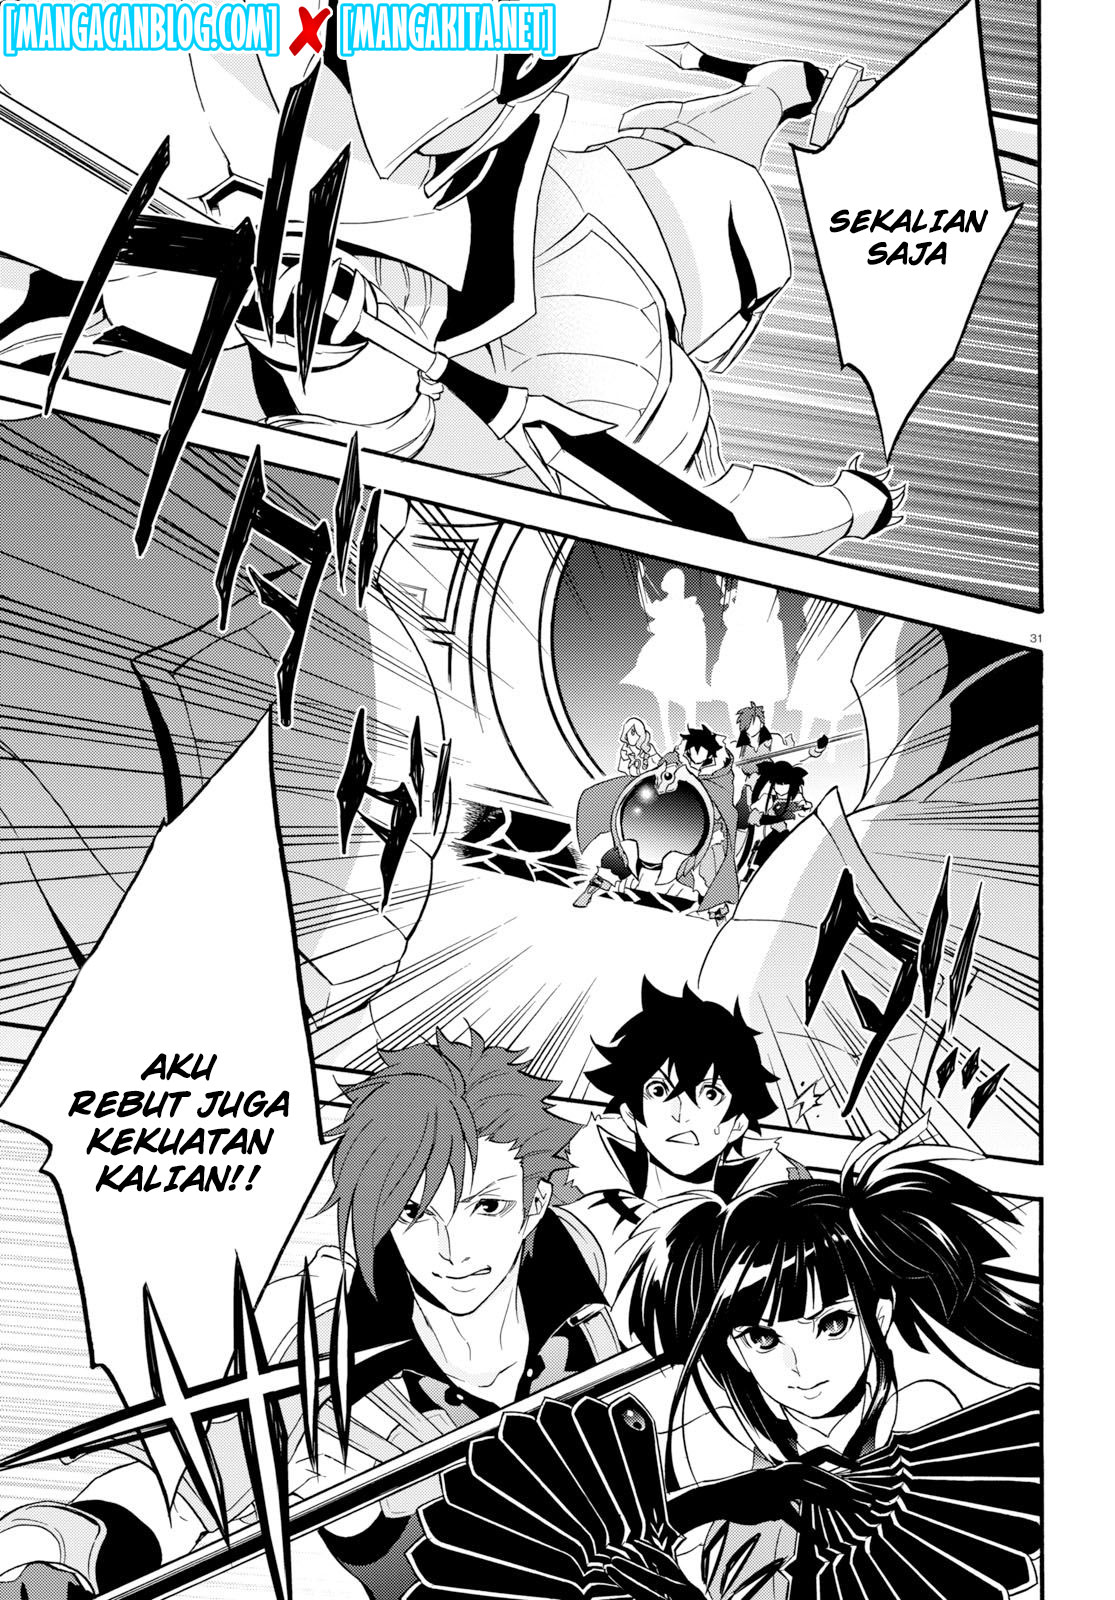 [MANGACANBLOG.COM] X [MANGAKITA.NET]
SEKALIAN
SAJA
31
AKU
REBUT JUGA
KEKUATAN
KALIAN!!